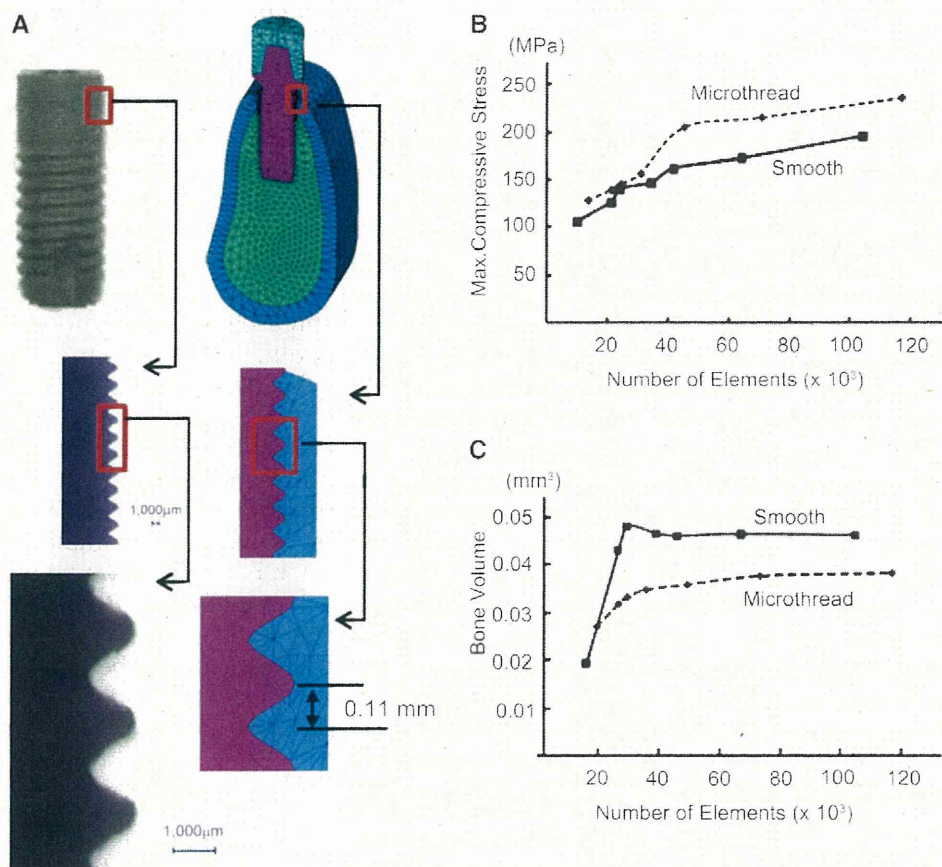 A
1,000µm
1,000µm
0.11 mm
B
(MPa)
250
200
150
100
50
Max.Compressive Stress
Microthread
Smooth
20 40 60 80 100 120
Number of Elements (x 10³)
C
(mm³)
0.05
0.04
0.03
0.02
0.01
Bone Volume
Smooth
Microthread
20 40 60 80 100 120
Number of Elements (x 10³)